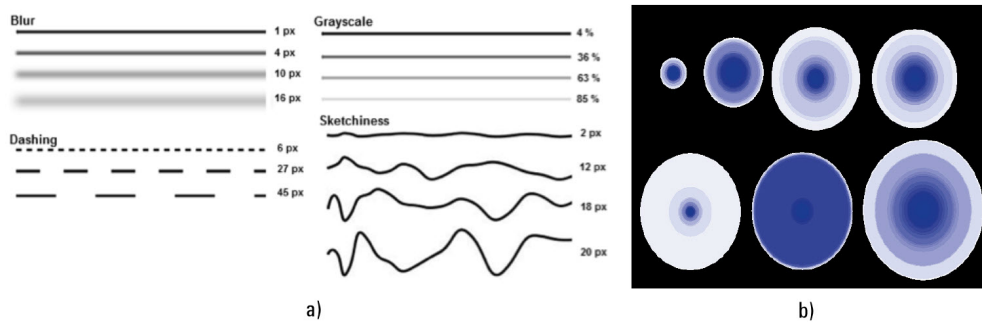 Blur
1 px
4 px
10 px
16 px
Dashing
6 px
27 px
45 px
Grayscale
4 %
36 %
63 %
85 %
Sketchiness
2 px
12 px
18 px
20 px
a)
b)